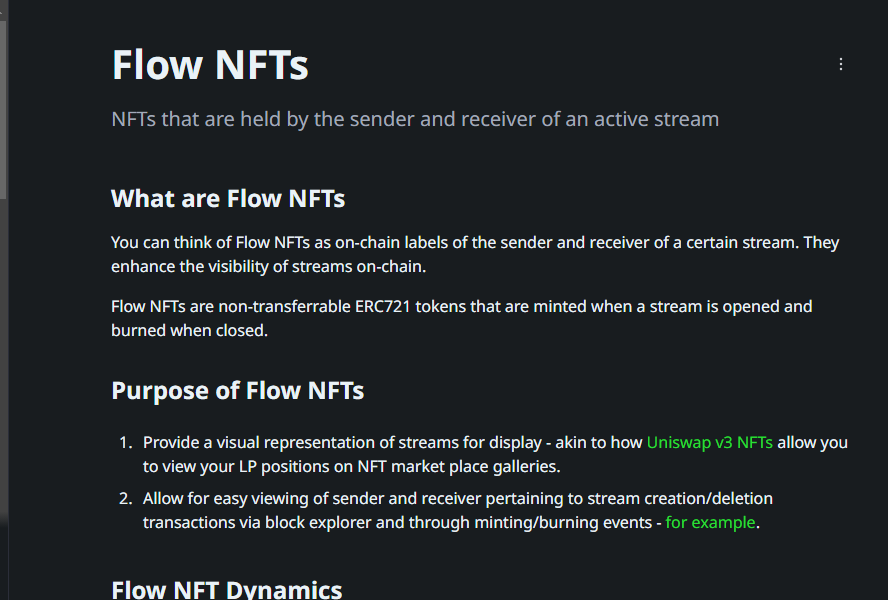 Flow NFTs
NFTs that are held by the sender and receiver of an active stream
What are Flow NFTs
You can think of Flow NFTs as on-chain labels of the sender and receiver of a certain stream. They
enhance the visibility of streams on-chain.
Flow NFTs are non-transferrable ERC721 tokens that are minted when a stream is opened and
burned when closed.
Purpose of Flow NFTs
1. Provide a visual representation of streams for display - akin to how Uniswap v3 NFTs allow you
to view your LP positions on NFT market place galleries.
2. Allow for easy viewing of sender and receiver pertaining to stream creation/deletion
transactions via block explorer and through minting/burning events - for example.
Flow NFT Dynamics